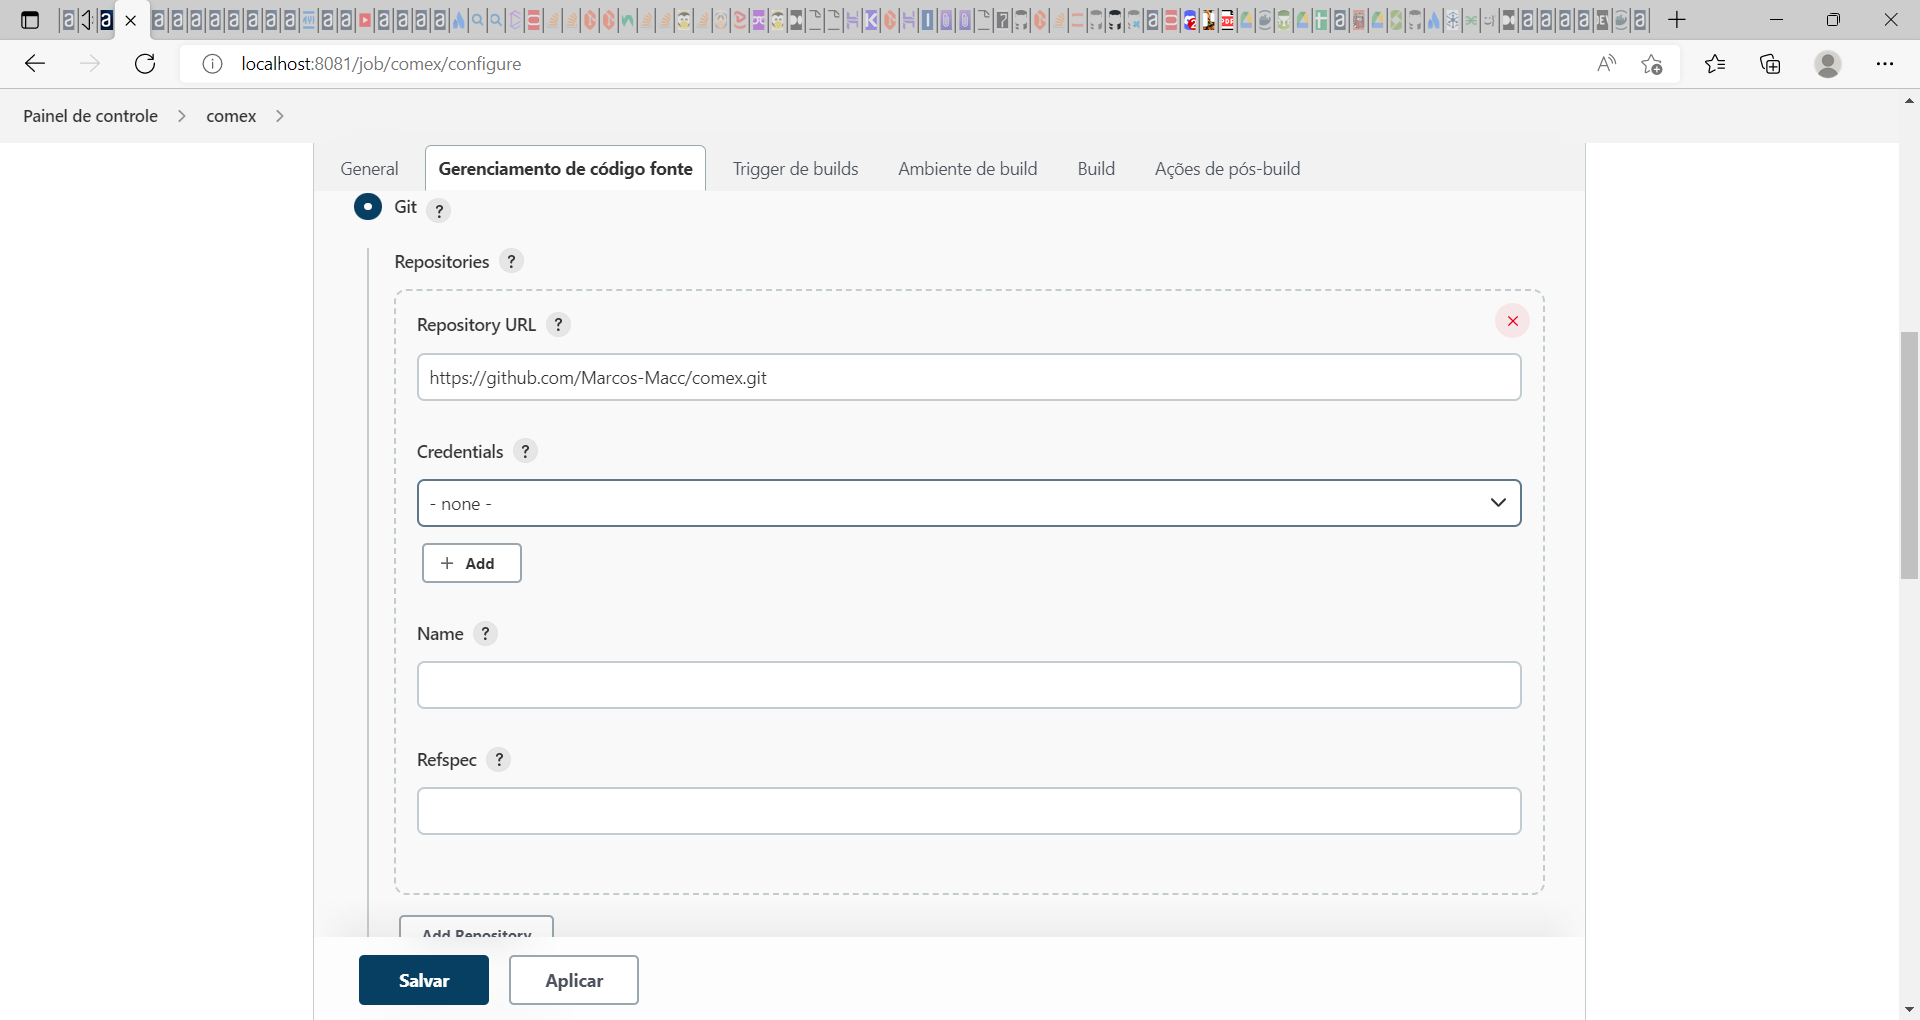 localhost:8081/job/comex/configure
Painel de controle
comex
General
Gerenciamento de código fonte
Trigger de builds
Ambiente de build
Build
Ações de pós-build
Git ?
Repositories ?
Repository URL ?
https://github.com/Marcos-Macc/comex.git
Credentials ?
- none -
+ Add
Name ?
Refspec ?
Add Repository
Salvar
Aplicar